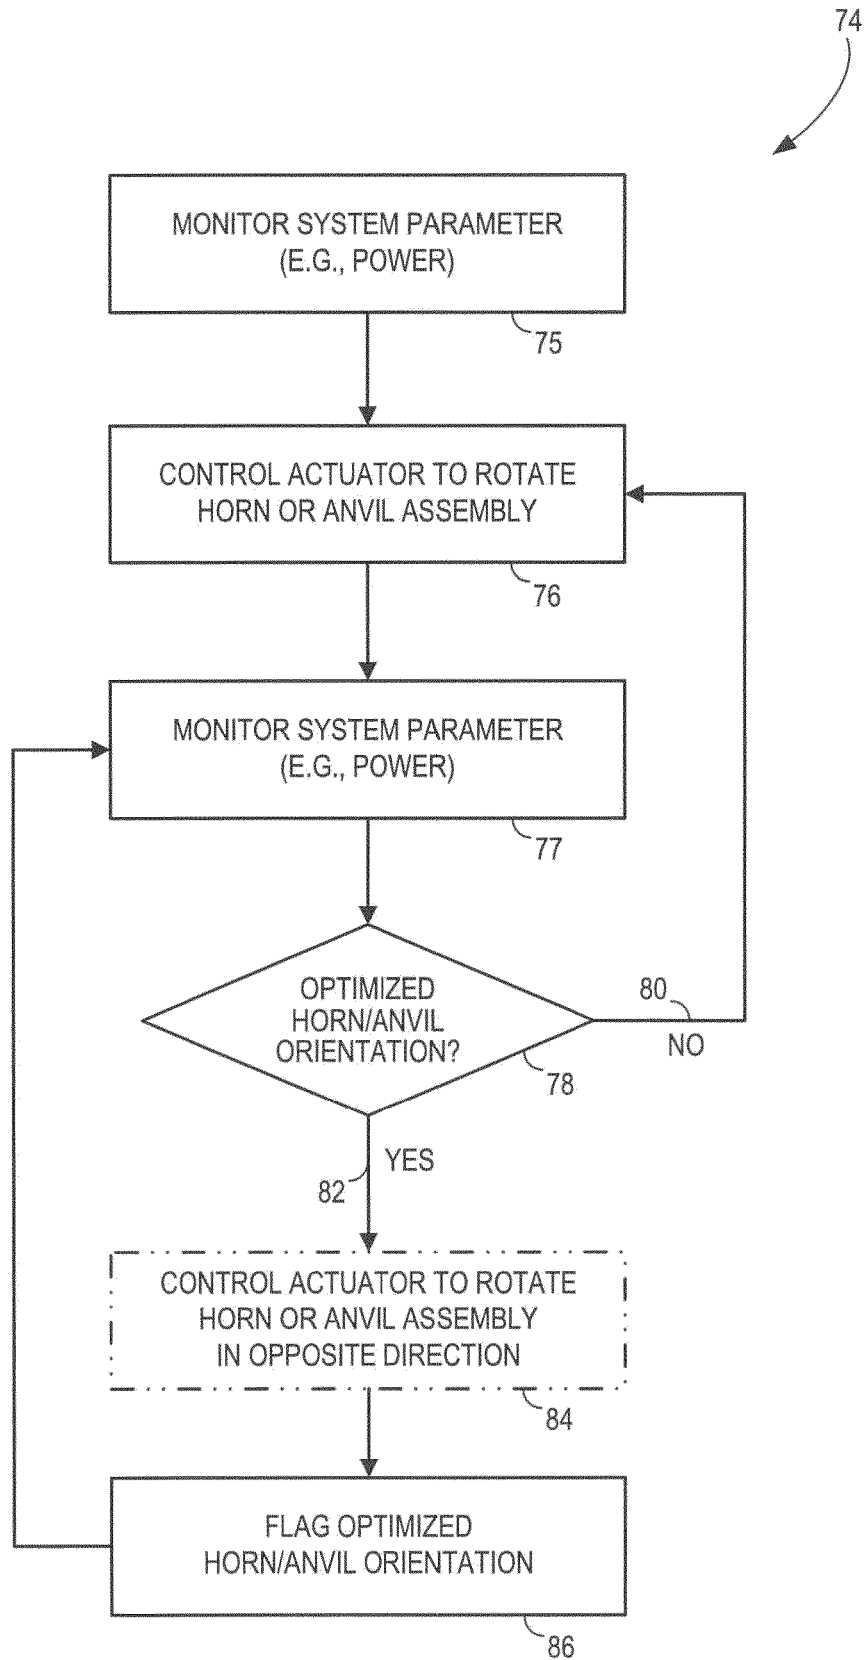 74
MONITOR SYSTEM PARAMETER
(E.G., POWER)
75
CONTROL ACTUATOR TO ROTATE
HORN OR ANVIL ASSEMBLY
76
MONITOR SYSTEM PARAMETER
(E.G., POWER)
77
OPTIMIZED
HORN/ANVIL
ORIENTATION?
78
80
NO
82
YES
CONTROL ACTUATOR TO ROTATE
HORN OR ANVIL ASSEMBLY
IN OPPOSITE DIRECTION
84
FLAG OPTIMIZED
HORN/ANVIL ORIENTATION
86